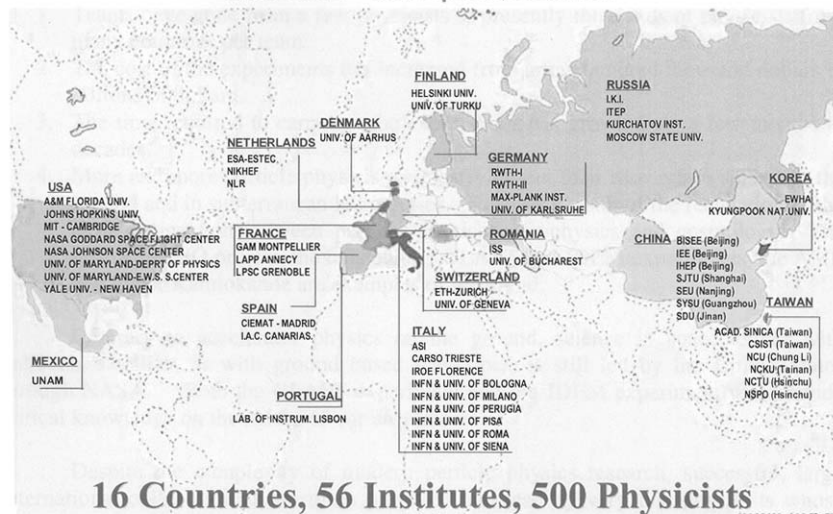 FINLAND
HELSINKI UNIV.
UNIV. OF TURKU
RUSSIA
I.K.I.
ITEP
KURCHATOV INST.
MOSCOW STATE UNIV.
DENMARK
UNIV. OF AARHUS
NETHERLANDS
ESA-ESTEC
NIKHEF
NLR
GERMANY
RWTH-I
RWTH-III
MAX-PLANK INST.
UNIV. OF KARLSRUHE
KOREA
EWHA
KYUNGPOOK NAT. UNIV.
USA
A&M FLORIDA UNIV.
JOHNS HOPKINS UNIV.
MIT - CAMBRIDGE
NASA GODDARD SPACE FLIGHT CENTER
NASA JOHNSON SPACE CENTER
UNIV. OF MARYLAND-DEPRT OF PHYSICS
UNIV. OF MARYLAND-E.W.S. S.CENTER
YALE UNIV. - NEW HAVEN
FRANCE
GAM MONTPELLIER
LAPP ANNECY
LPSC GRENOBLE
ROMANIA
ISS
UNIV. OF BUCHAREST
CHINA
BISEE (Beijing)
IEE (Beijing)
IHEP (Beijing)
SJTU (Shanghai)
SEU (Nanjing)
SYSU (Guangzhou)
SDU (Jinan)
SWITZERLAND
ETH-ZURICH
UNIV. OF GENEVA
SPAIN
CIEMAT - MADRID
I.A.C. CANARIAS.
TAIWAN
ACAD. SINICA (Taiwan)
CSIST (Taiwan)
NCU (Chung Li)
NCKU (Tainan)
NCTU (Hsinchu)
NSPO (Hsinchu)
ITALY
ASI
CARSO TRIESTE
IROE FLORENCE
INFN & UNIV. OF BOLOGNA
INFN & UNIV. OF MILANO
INFN & UNIV. OF PERUGIA
INFN & UNIV. OF PISA
INFN & UNIV. OF ROMA
INFN & UNIV. OF SIENA
MEXICO
UNAM
PORTUGAL
LAB. OF INSTRUM. LISBON
16 Countries, 56 Institutes, 500 Physicists